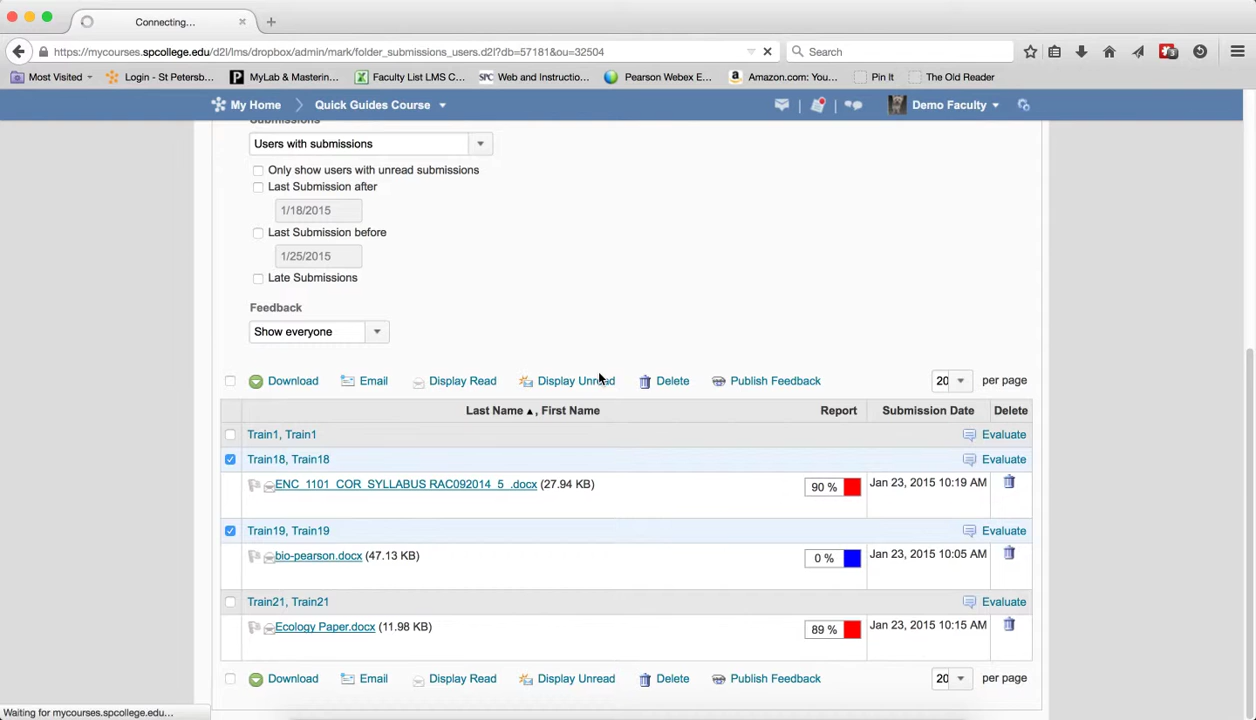 Connecting...
https://mycourses.spcollege.edu/d2l/lms/dropbox/admin/mark/folder_submissions_users.d2l?db=57181&ou=32504
Search
Most Visited
Login - St Petersb...
MyLab & Mastering...
Faculty List LMS C...
SPC
Web and Instructio...
Pearson Webex E...
Amazon.com: You...
Pin It
The Old Reader
My Home
Quick Guides Course
Demo Faculty
Submissions
Users with submissions
Only show users with unread submissions
Last Submission after
1/18/2015
Last Submission before
1/25/2015
Late Submissions
Feedback
Show everyone
Download Email Display Read Display Unread Delete Publish Feedback 20 per page
Last Name ▲, First Name Report Submission Date Delete
Train1, Train1 Evaluate
Train18, Train18 Evaluate
ENC_1101_COR_SYLLABUS RAC092014_5_.docx (27.94 KB) 90 % Jan 23, 2015 10:19 AM
Train19, Train19 Evaluate
bio-pearson.docx (47.13 KB) 0 % Jan 23, 2015 10:05 AM
Train21, Train21 Evaluate
Ecology Paper.docx (11.98 KB) 89 % Jan 23, 2015 10:15 AM
Download Email Display Read Display Unread Delete Publish Feedback 20 per page
Waiting for mycourses.spcollege.edu...